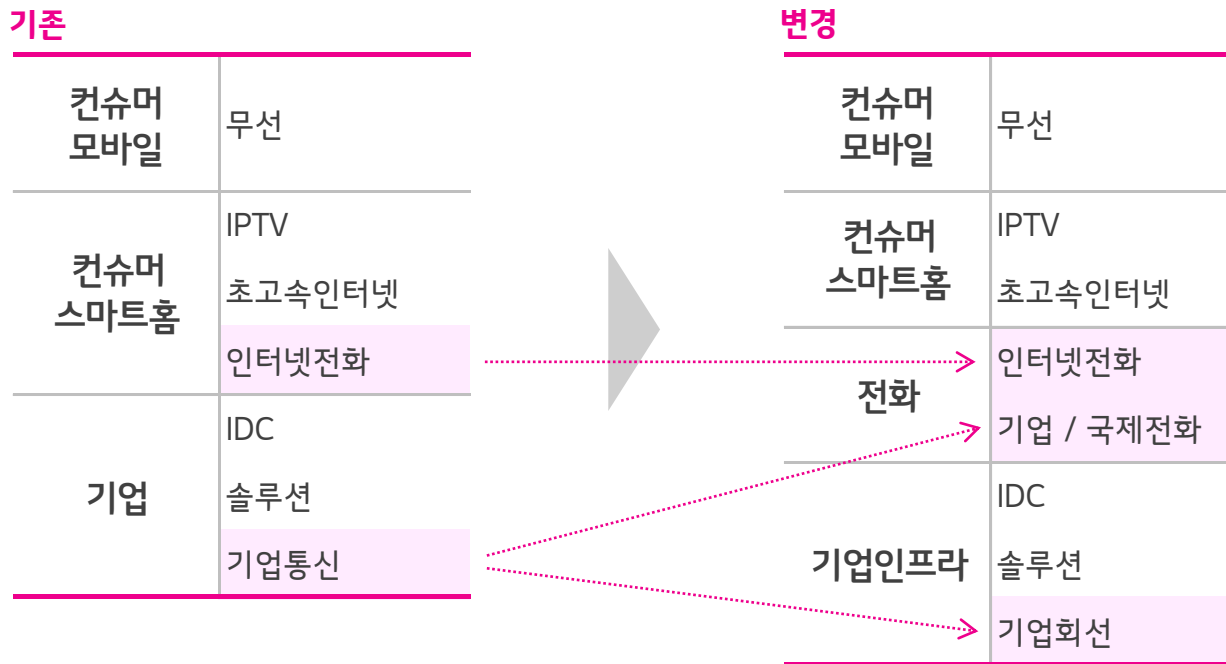 기존
컨슈머
모바일
무선
컨슈머
스마트홈
IPTV
초고속인터넷
인터넷전화
기업
IDC
솔루션
기업통신
변경
컨슈머
모바일
무선
컨슈머
스마트홈
IPTV
초고속인터넷
전화
인터넷전화
기업 / 국제전화
기업인프라
IDC
솔루션
기업회선